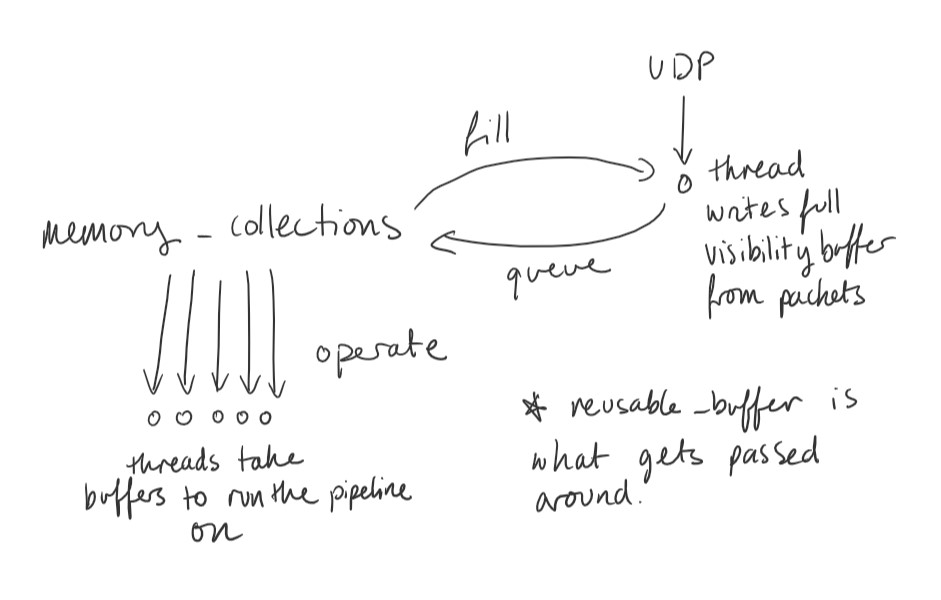 UDP
fill
thread
writes full
visibility buffer
from packets
memory_collections
queue
operate
threads take
buffers to run the pipeline
on
* reusable_buffer is
what gets passed
around.